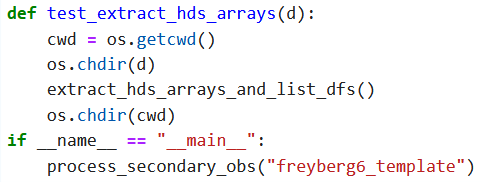 def test_extract_hds_arrays(d):
    cwd = os.getcwd()
    os.chdir(d)
    extract_hds_arrays_and_list_dfs()
    os.chdir(cwd)
if __name__ == "__main__":
    process_secondary_obs("freyberg6_template")